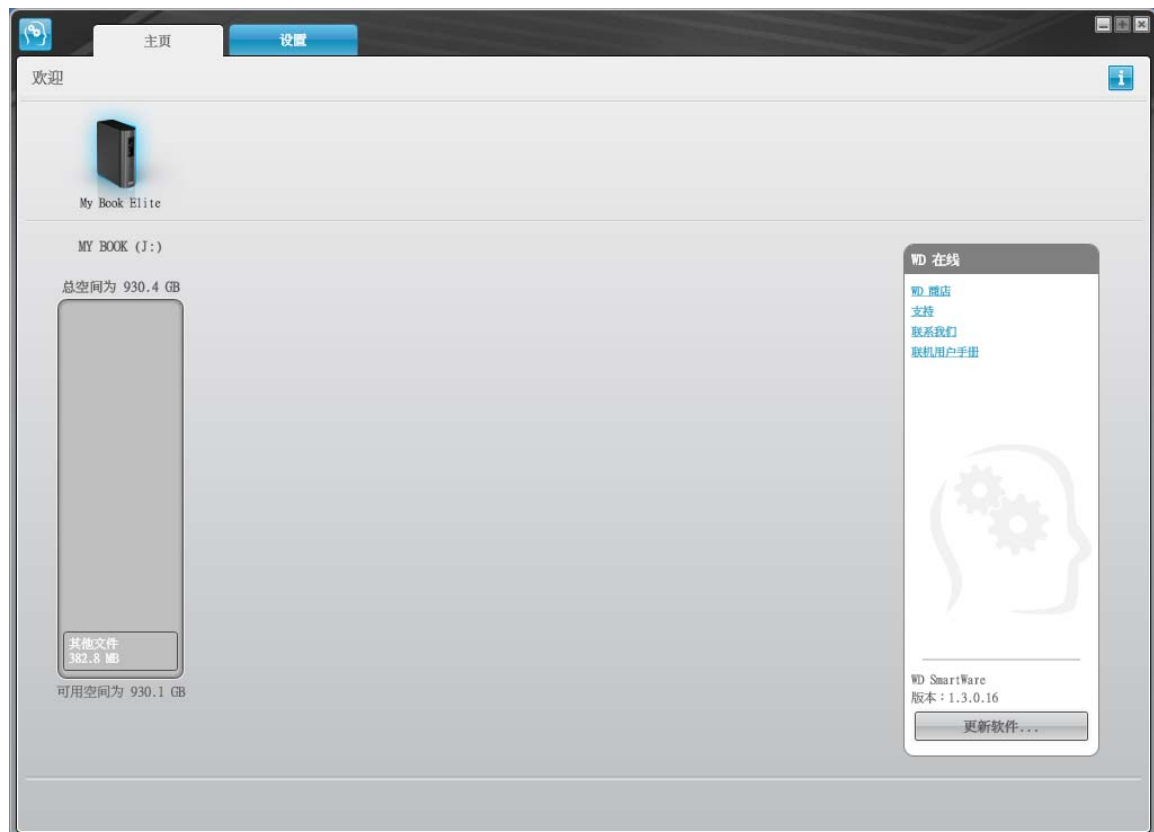 主页
设置
欢迎
My Book Elite
MY BOOK (J:)
总空间为 930.4 GB
其他文件
382.8 MB
可用空间为 930.1 GB
WD 在线
WD 商店
支持
联系我们
联机用户手册
WD SmartWare
版本：1.3.0.16
更新软件...